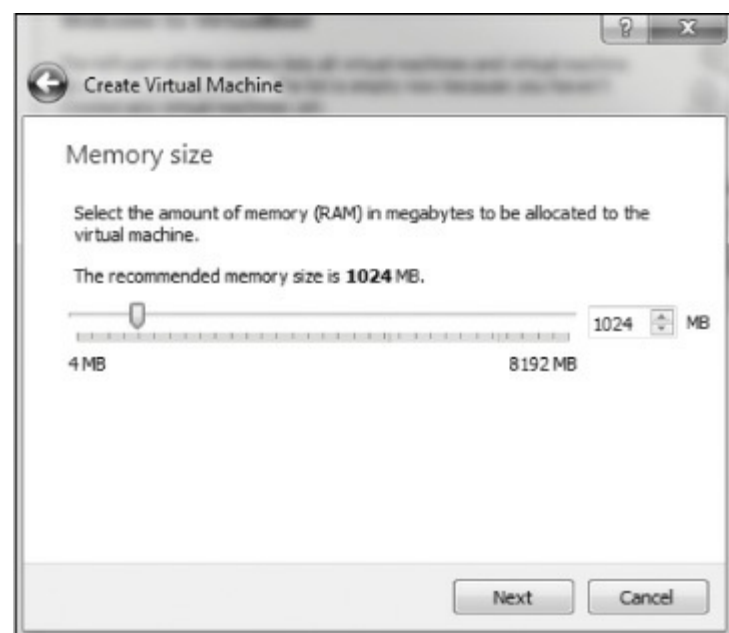 Create Virtual Machine
Memory size
Select the amount of memory (RAM) in megabytes to be allocated to the
virtual machine.
The recommended memory size is 1024 MB.
1024 MB
4 MB 8192 MB
Next Cancel